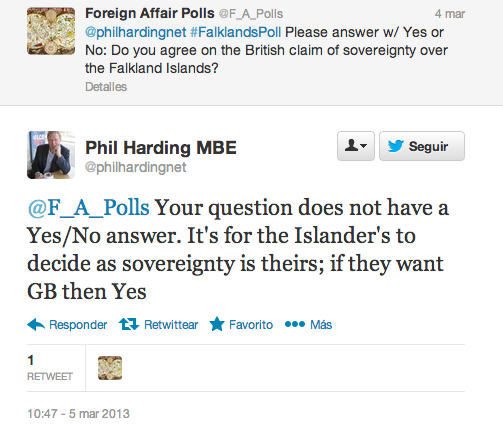 Foreign Affair Polls @F_A_Polls 4 mar
@philhardingnet #FalklandsPoll Please answer w/ Yes or
No: Do you agree on the British claim of sovereignty over
the Falkland Islands?
Detalles
Phil Harding MBE
@philhardingnet
Seguir
@F_A_Polls Your question does not have a
Yes/No answer. It's for the Islander's to
decide as sovereignty is theirs; if they want
GB then Yes
Responder Retwittear Favorito Más
1
RETWEET
10:47 - 5 mar 2013